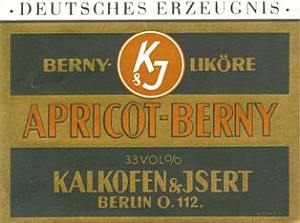 · DEUTSCHES ERZEUGNIS ·
K&J
BERNY- LIKÖRE
APRICOT-BERNY
33 VOL%
KALKOFEN & JSERT
BERLIN O. 112.